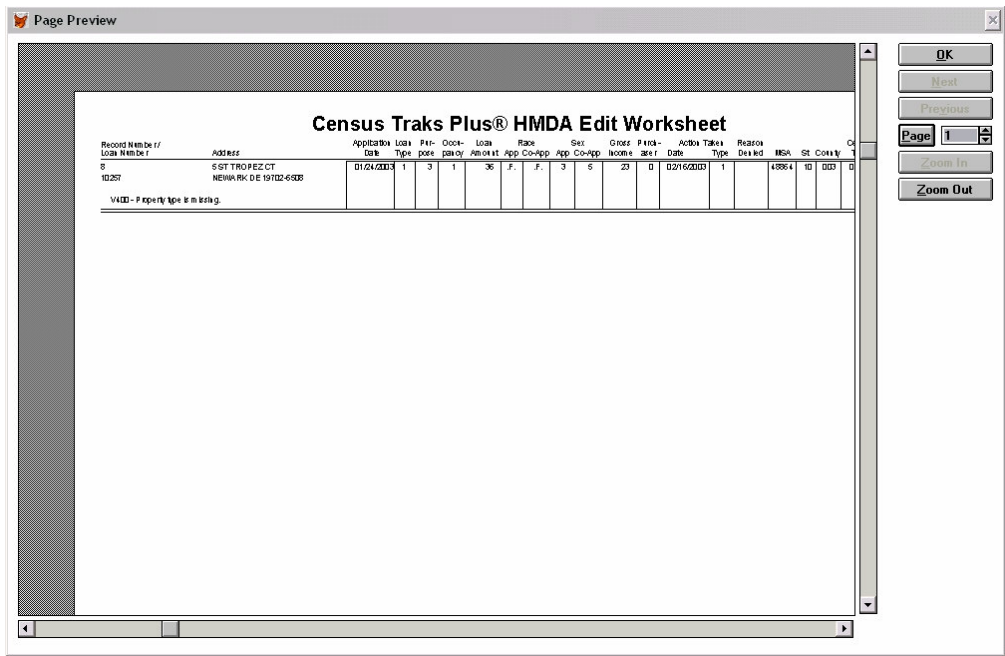 Page Preview
OK
Next
Previous
Page 1
Zoom In
Zoom Out
Census Traks Plus® HMDA Edit Worksheet
Record Number/ Application Loan Pur- Occu- Loan Race Sex Gross Purch- Action Taken Reason
Loan Number Address Date Type pose pancy Amount App Co-App App Co-App Income aser Date Type Denied MSA St County
8 5 ST TROPEZ CT 01/24/2003 1 3 1 36 .F. .F. 3 5 23 0 02/16/2003 1 48864 10 003
10257 NEWARK DE 19702-6508
V400 - Property type is missing.